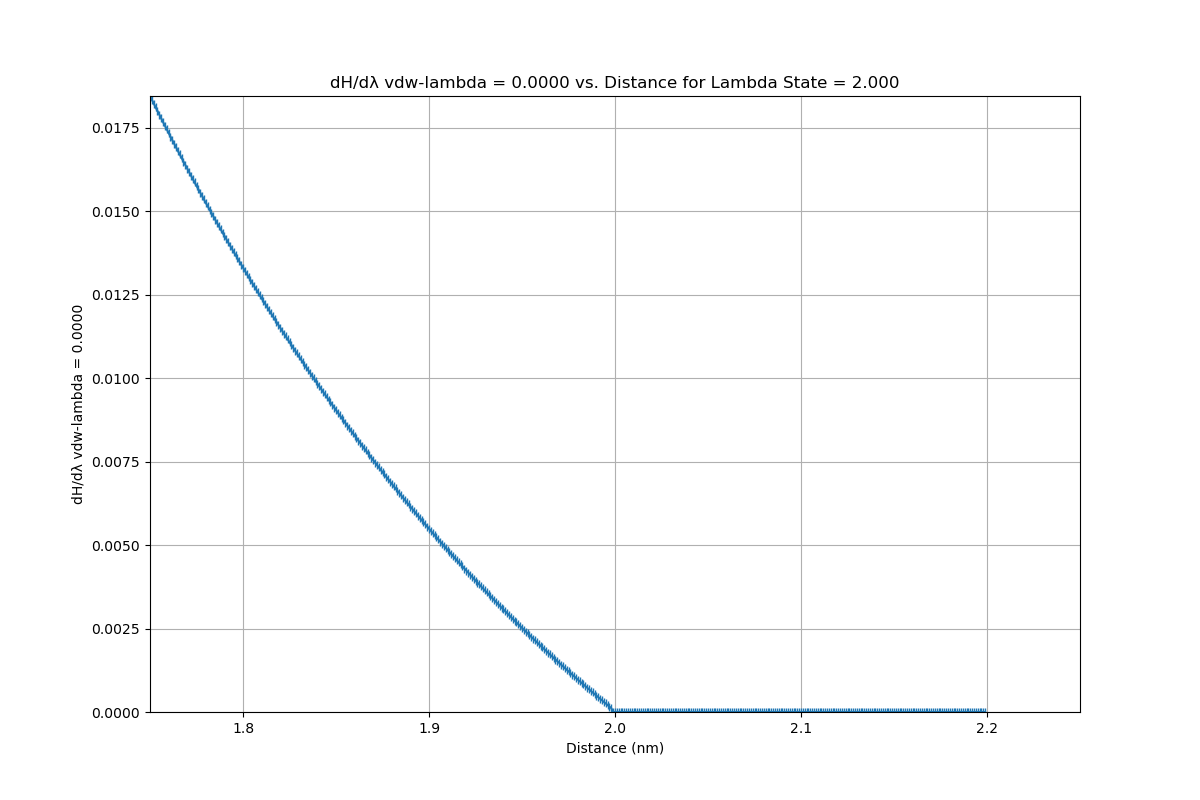 dH/dλ vdw-lambda = 0.0000 vs. Distance for Lambda State = 2.000
dH/dλ vdw-lambda = 0.0000
0.0175
0.0150
0.0125
0.0100
0.0075
0.0050
0.0025
0.0000
1.8 1.9 2.0 2.1 2.2
Distance (nm)